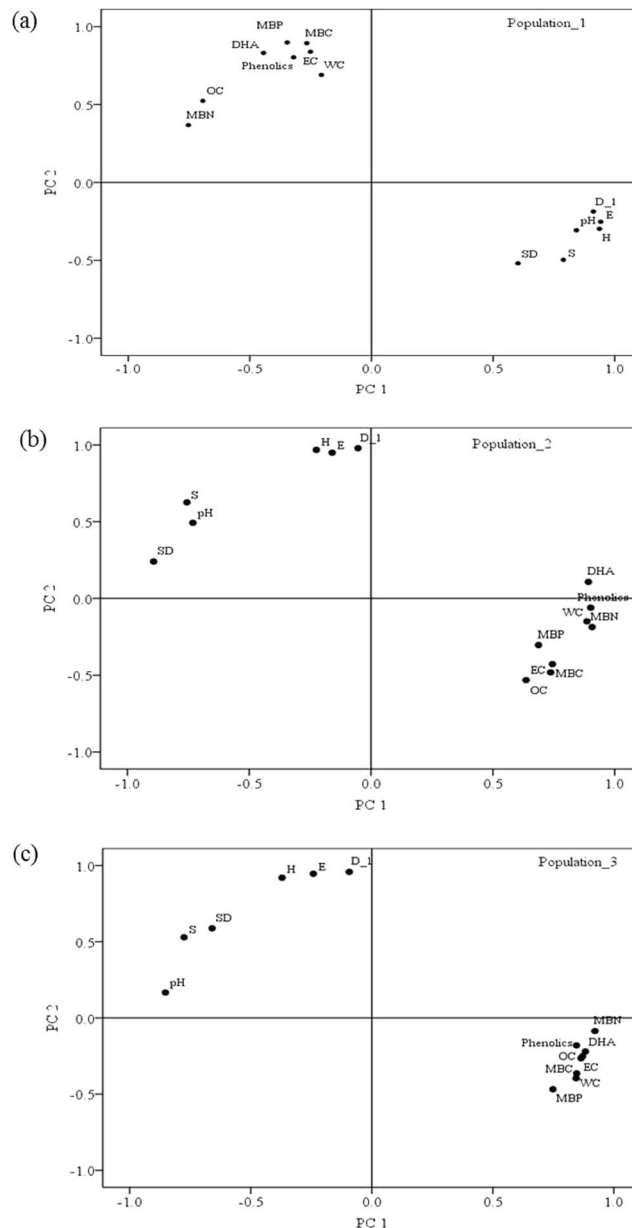 (a)
Population_1
MBP
MBC
DHA
Phenolics
EC
WC
OC
MBN
D_1
E
pH
H
S
SD
1.0
0.5
0.0
-0.5
-1.0
PC 2
-1.0 -0.5 0.0 0.5 1.0
PC 1
(b)
Population_2
H E D_1
S
pH
SD
DHA
Phenolics
WC
MBN
MBP
EC
MBC
OC
1.0
0.5
0.0
-0.5
-1.0
PC 2
-1.0 -0.5 0.0 0.5 1.0
PC 1
(c)
Population_3
H E D_1
S SD
pH
MBN
Phenolics
DHA
OC
EC
MBC
WC
MBP
1.0
0.5
0.0
-0.5
-1.0
PC 2
-1.0 -0.5 0.0 0.5 1.0
PC 1